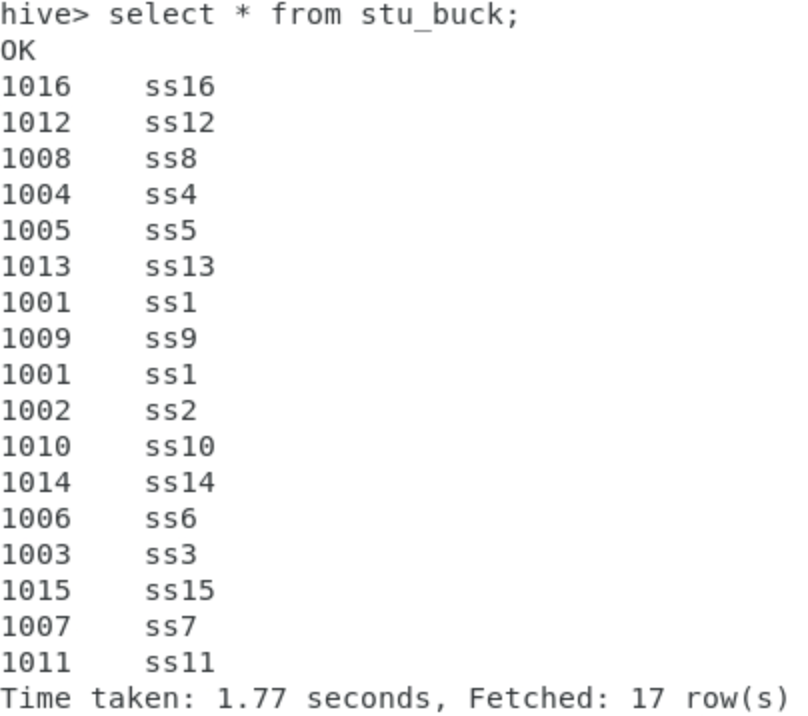 hive> select * from stu_buck;
OK
1016    ss16
1012    ss12
1008    ss8
1004    ss4
1005    ss5
1013    ss13
1001    ss1
1009    ss9
1001    ss1
1002    ss2
1010    ss10
1014    ss14
1006    ss6
1003    ss3
1015    ss15
1007    ss7
1011    ss11
Time taken: 1.77 seconds, Fetched: 17 row(s)